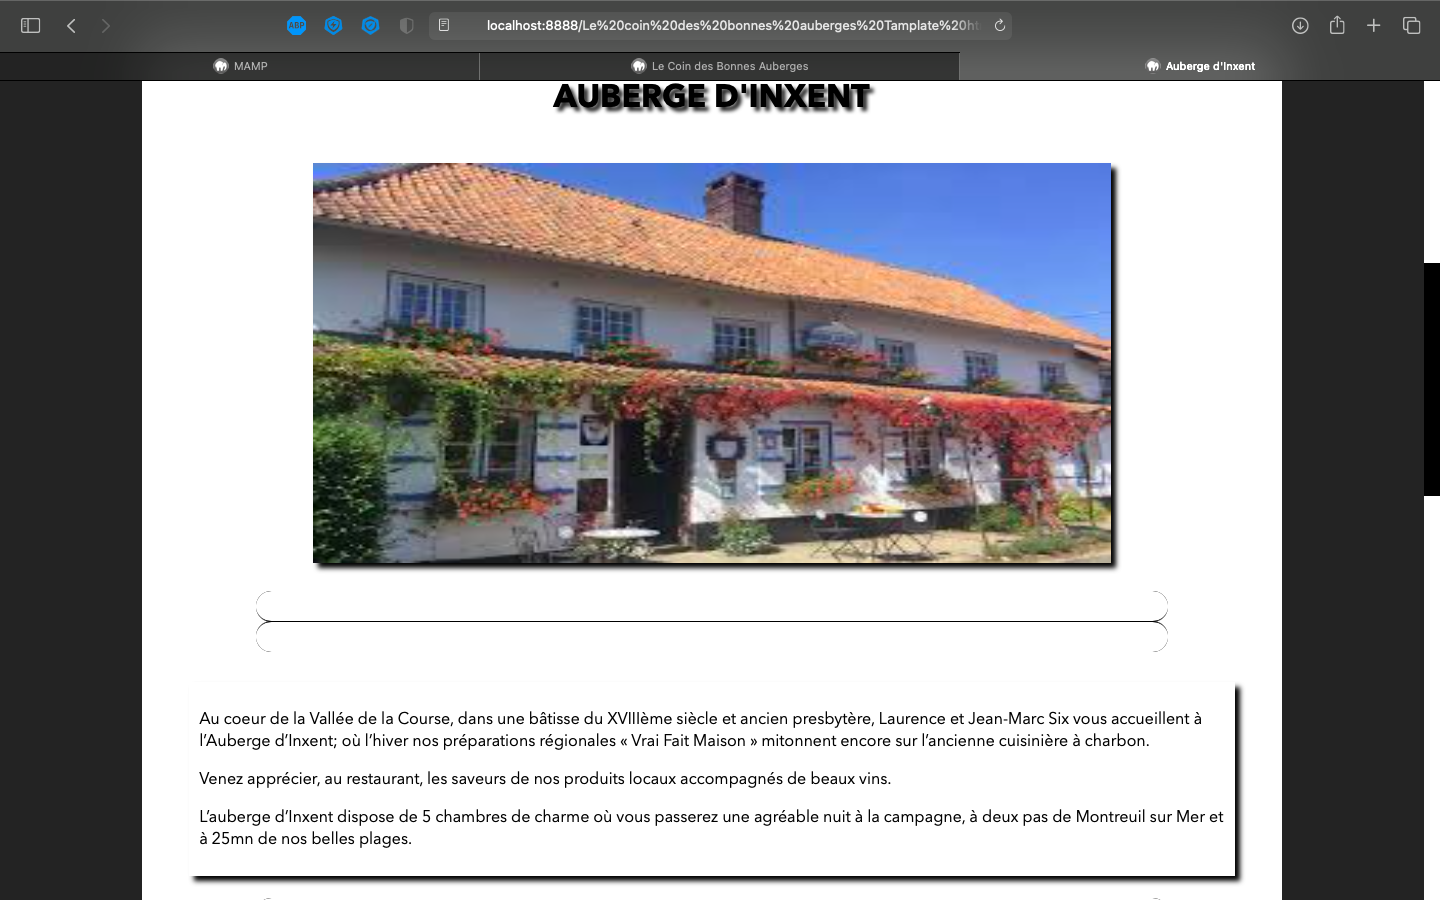 ABP
localhost:8888/Le%20coin%20des%20bonnes%20auberges%20Tamplate%20ht
MAMP
Le Coin des Bonnes Auberges
Auberge d'Inxent
AUBERGE D'INXENT
Au coeur de la Vallée de la Course, dans une bâtisse du XVIIIème siècle et ancien presbytère, Laurence et Jean-Marc Six vous accueillent à
l’Auberge d’Inxent; où l’hiver nos préparations régionales « Vrai Fait Maison » mitonnent encore sur l’ancienne cuisinière à charbon.
Venez apprécier, au restaurant, les saveurs de nos produits locaux accompagnés de beaux vins.
L’auberge d’Inxent dispose de 5 chambres de charme où vous passerez une agréable nuit à la campagne, à deux pas de Montreuil sur Mer et
à 25mn de nos belles plages.